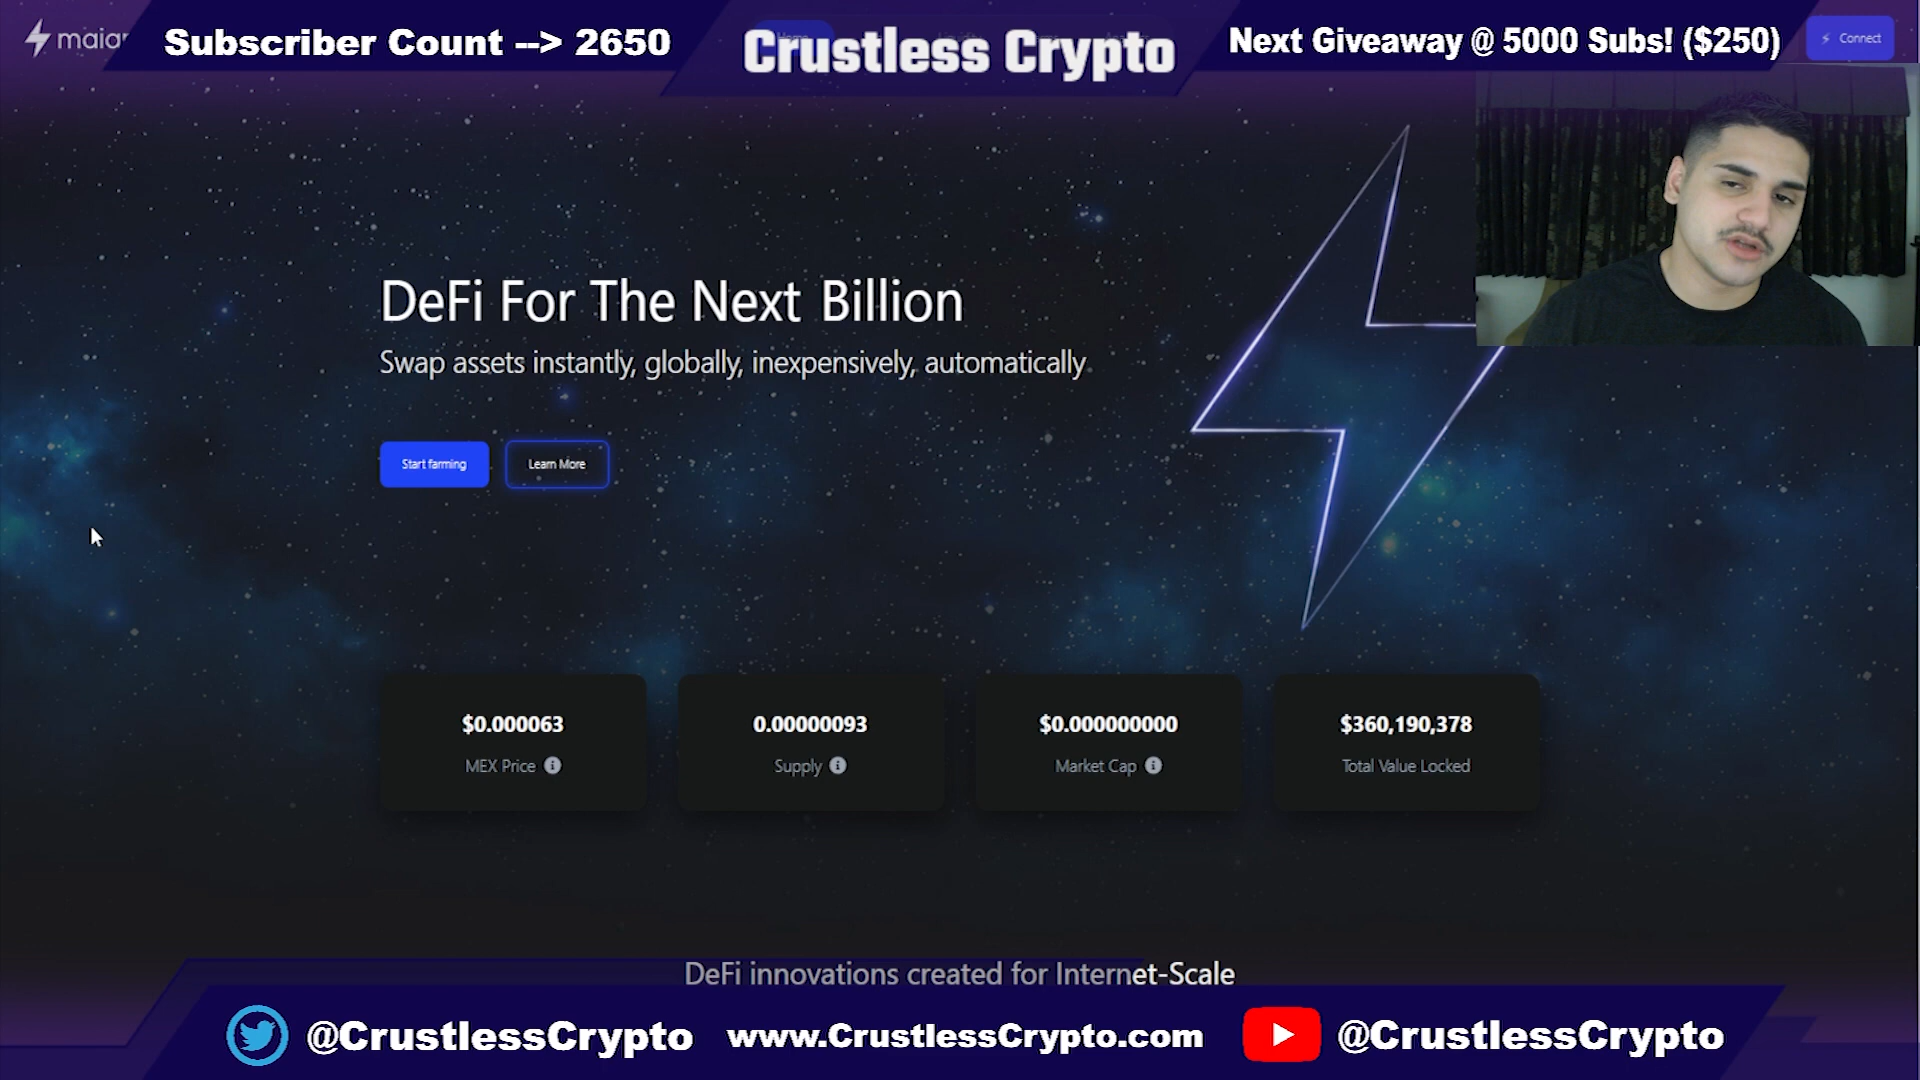 maiar
Subscriber Count --> 2650
Crustless Crypto
Next Giveaway @ 5000 Subs! ($250)
Connect
DeFi For The Next Billion
Swap assets instantly, globally, inexpensively, automatically.
Start farming
Learn More
$0.000063
MEX Price
0.00000093
Supply
$0.000000000
Market Cap
$360,190,378
Total Value Locked
DeFi innovations created for Internet-Scale
@CrustlessCrypto
www.CrustlessCrypto.com
@CrustlessCrypto